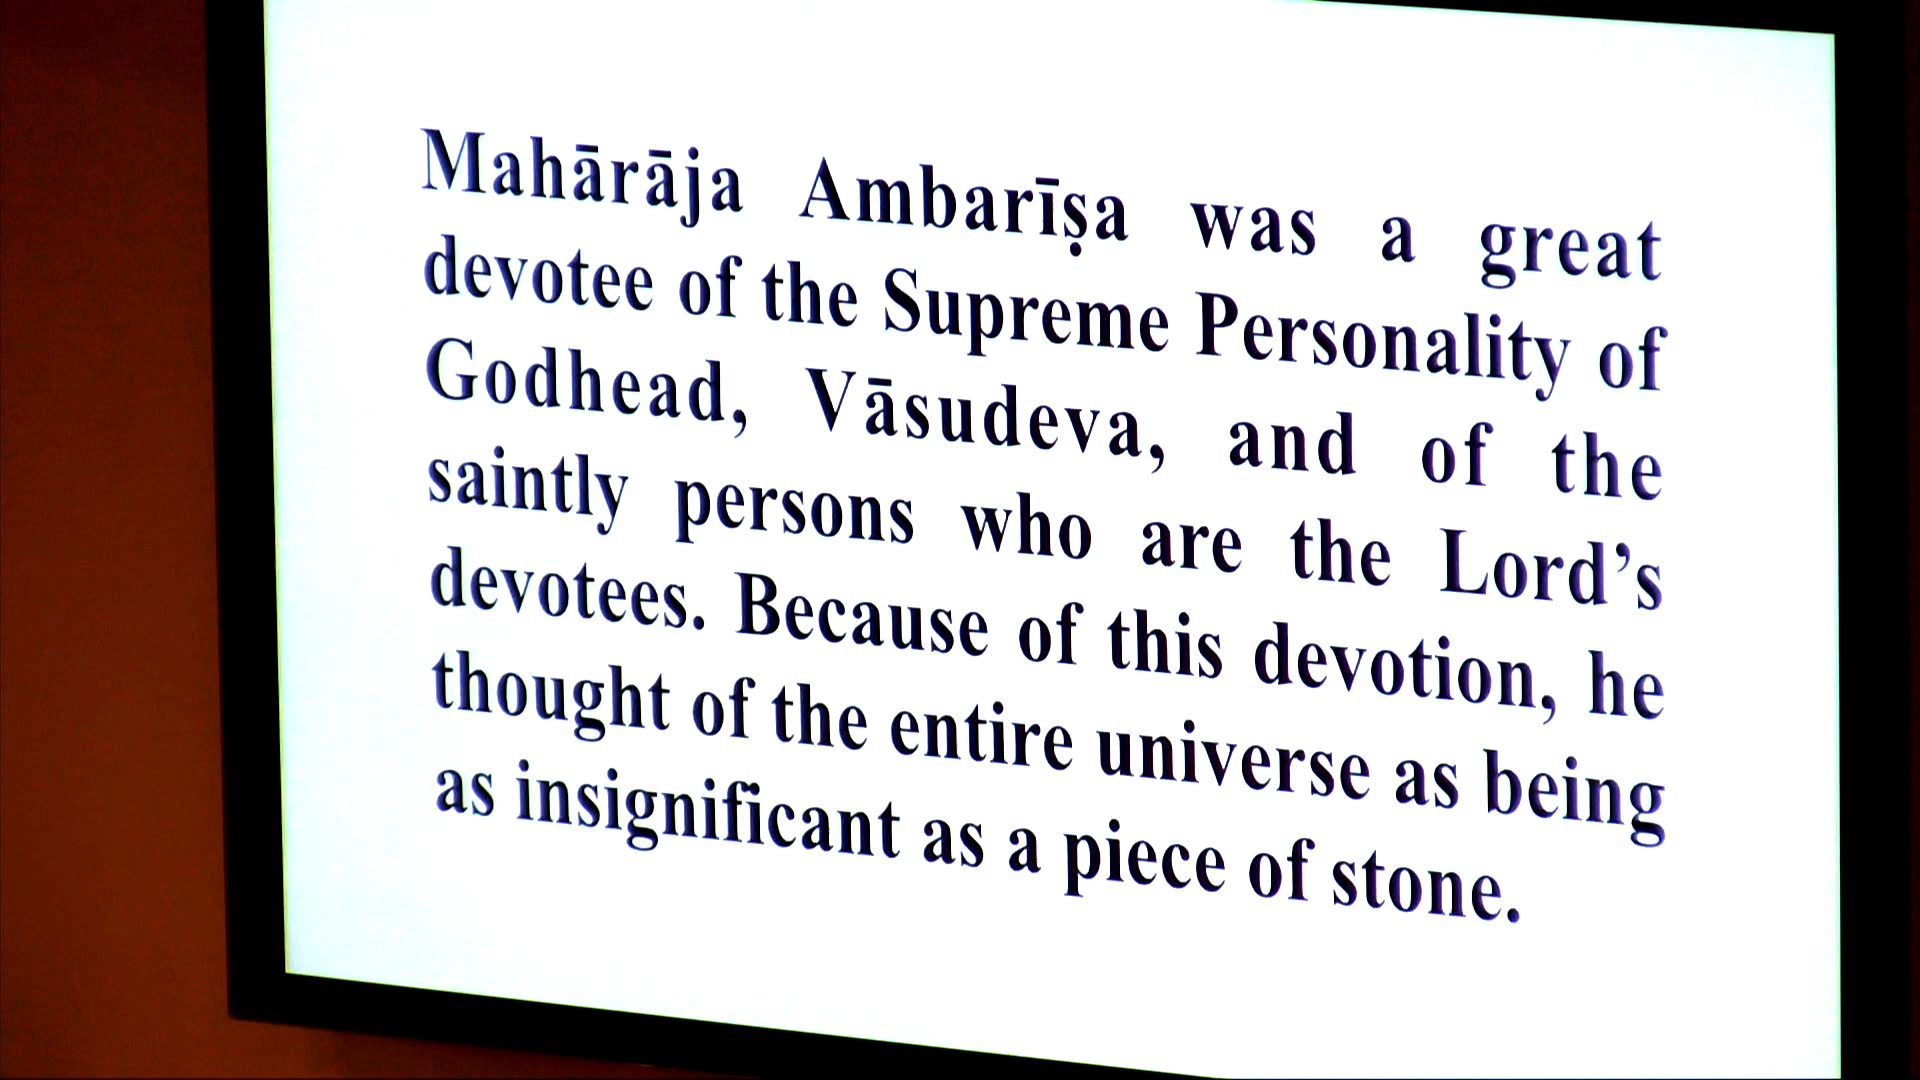 Mahārāja Ambarīṣa was a great
devotee of the Supreme Personality of
Godhead, Vāsudeva, and of the
saintly persons who are the Lord’s
devotees. Because of this devotion, he
thought of the entire universe as being
as insignificant as a piece of stone.